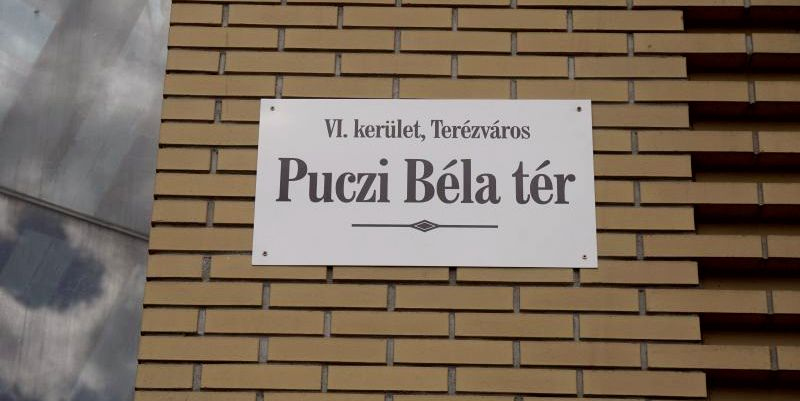 VI. kerület, Terézváros
Puczi Béla tér